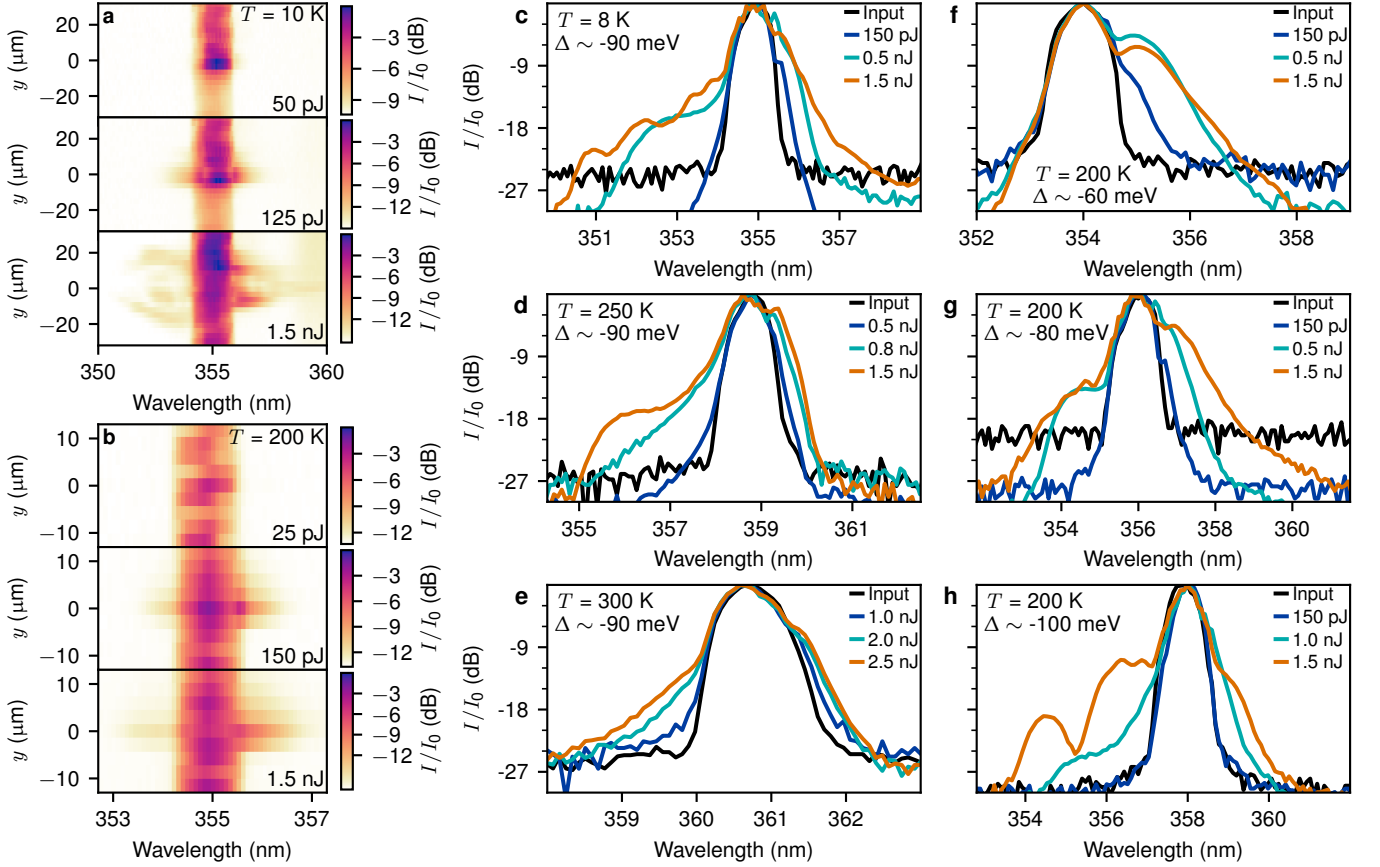 a
T = 10 K
50 pJ
125 pJ
1.5 nJ
20
0
−20
20
0
−20
20
0
−20
y (µm)
y (µm)
y (µm)
350
355
360
Wavelength (nm)
−3
−6
−9
I/I0 (dB)
−3
−6
−9
−12
I/I0 (dB)
−3
−6
−9
−12
I/I0 (dB)
b
T = 200 K
25 pJ
150 pJ
1.5 nJ
10
0
−10
10
0
−10
10
0
−10
y (µm)
y (µm)
y (µm)
353
355
357
Wavelength (nm)
−3
−6
−9
−12
I/I0 (dB)
−3
−6
−9
−12
I/I0 (dB)
−3
−6
−9
−12
I/I0 (dB)
c
T = 8 K
Δ ∼ -90 meV
Input
150 pJ
0.5 nJ
1.5 nJ
-9
-18
-27
I/I0 (dB)
351
353
355
357
Wavelength (nm)
d
T = 250 K
Δ ∼ -90 meV
Input
0.5 nJ
0.8 nJ
1.5 nJ
-9
-18
-27
I/I0 (dB)
355
357
359
361
Wavelength (nm)
e
T = 300 K
Δ ∼ -90 meV
Input
1.0 nJ
2.0 nJ
2.5 nJ
-9
-18
-27
I/I0 (dB)
359
360
361
362
Wavelength (nm)
f
T = 200 K
Δ ∼ -60 meV
Input
150 pJ
0.5 nJ
1.5 nJ
352
354
356
358
Wavelength (nm)
g
T = 200 K
Δ ∼ -80 meV
Input
150 pJ
0.5 nJ
1.5 nJ
354
356
358
360
Wavelength (nm)
h
T = 200 K
Δ ∼ -100 meV
Input
150 pJ
1.0 nJ
1.5 nJ
354
356
358
360
Wavelength (nm)